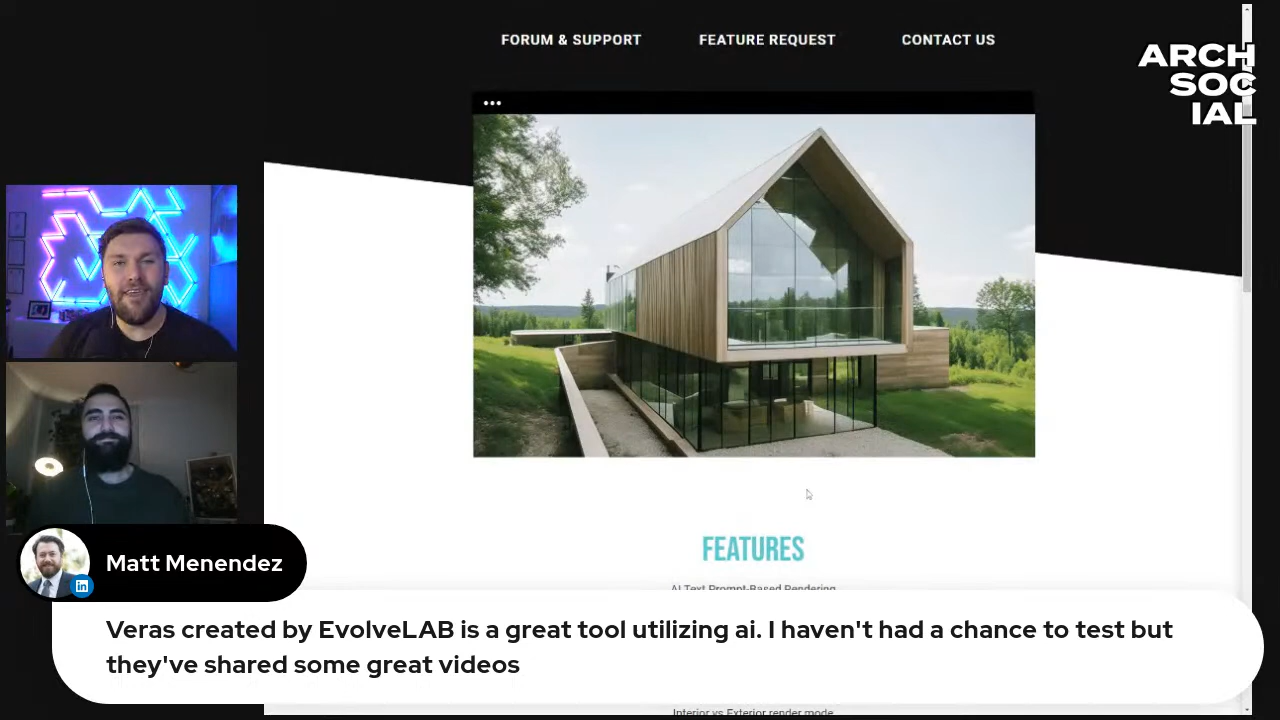 FORUM & SUPPORT
FEATURE REQUEST
CONTACT US
ARCH
SOC
IAL
FEATURES
AI Text Prompt-Based Rendering
Matt Menendez
in
Veras created by EvolveLAB is a great tool utilizing ai. I haven't had a chance to test but
they've shared some great videos
Interior vs Exterior render mode